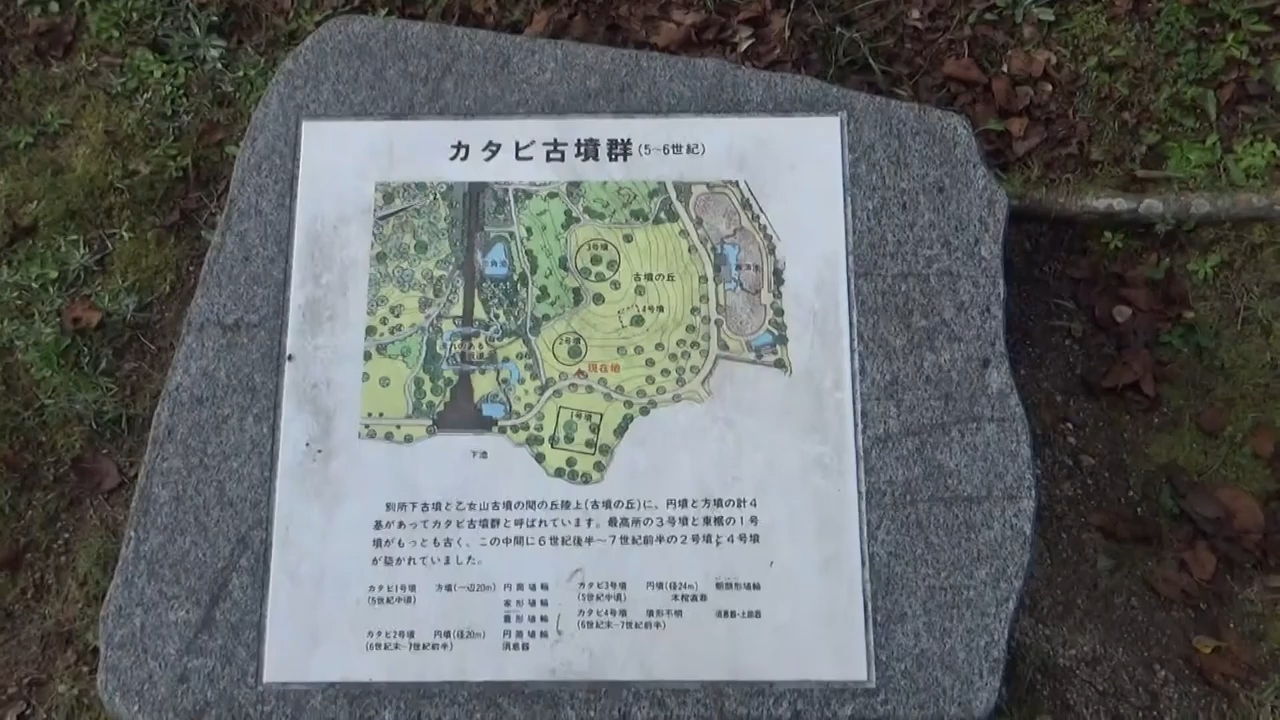 カタビ古墳群(5~6世紀)
3号墳
古墳の丘
4号墳
2号墳
現在地
1号墳
下池
別所下古墳と乙女山古墳の間の丘陵上(古墳の丘)に、円墳と方墳の計4
基があってカタビ古墳群と呼ばれています。最高所の3号墳と東裾の1号
墳がもっとも古く、この中間に6世紀後半~7世紀前半の2号墳と4号墳
が築がれていました。
カタビ1号墳 方墳(一辺20m) 円筒埴輪
(5世紀中頃) 家形埴輪
蓋形埴輪
カタビ2号墳 円墳(径20m) 円筒埴輪
(6世紀末~7世紀前半) 須恵器
カタビ3号墳 円墳(径24m) 朝顔形埴輪
(5世紀中頃) 木棺直葬
カタビ4号墳 墳形不明 須恵器・土師器
(6世紀末~7世紀前半)